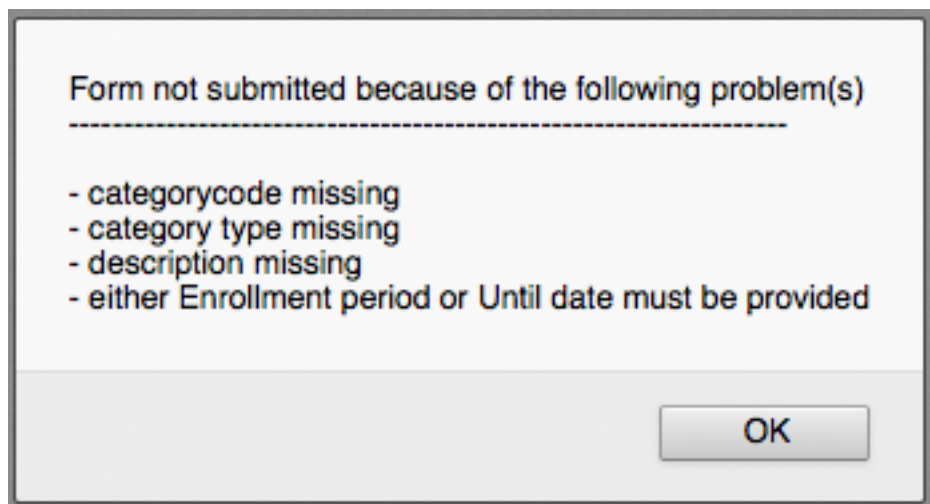 Form not submitted because of the following problem(s)
------------------------------------------------------------------
- categorycode missing
- category type missing
- description missing
- either Enrollment period or Until date must be provided
OK